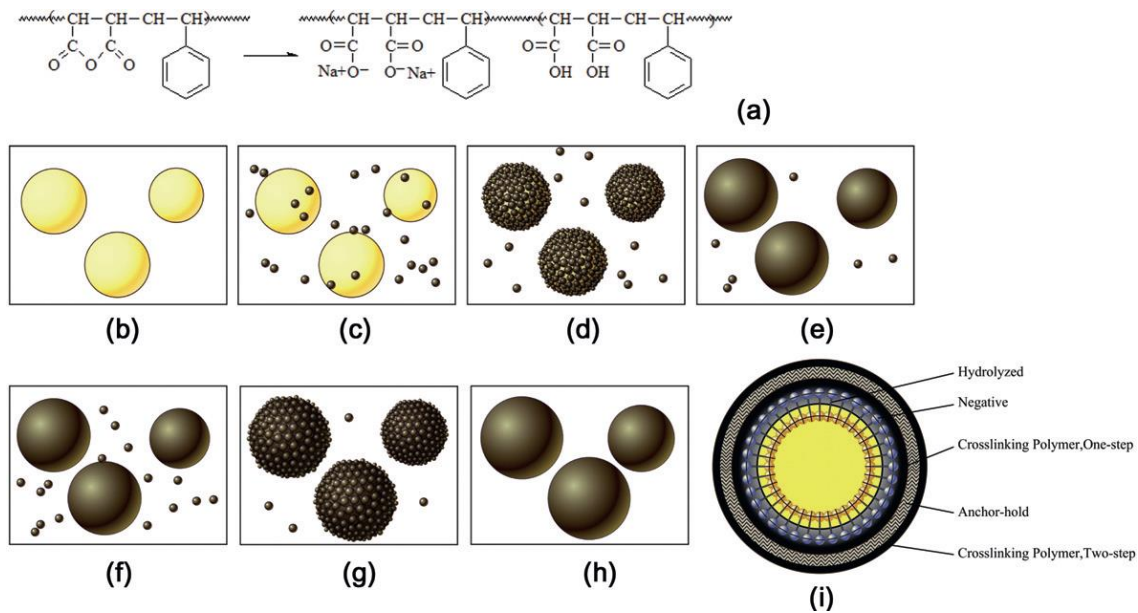 CH CH CH CH CH CH CH CH CH CH CH CH
C C C C C C
O O O O O O O
Na+O− O− Na+ OH OH
(a)
(b) (c) (d) (e)
Hydrolyzed
Negative
Crosslinking Polymer,One-step
Anchor-hold
Crosslinking Polymer,Two-step
(f) (g) (h) (i)